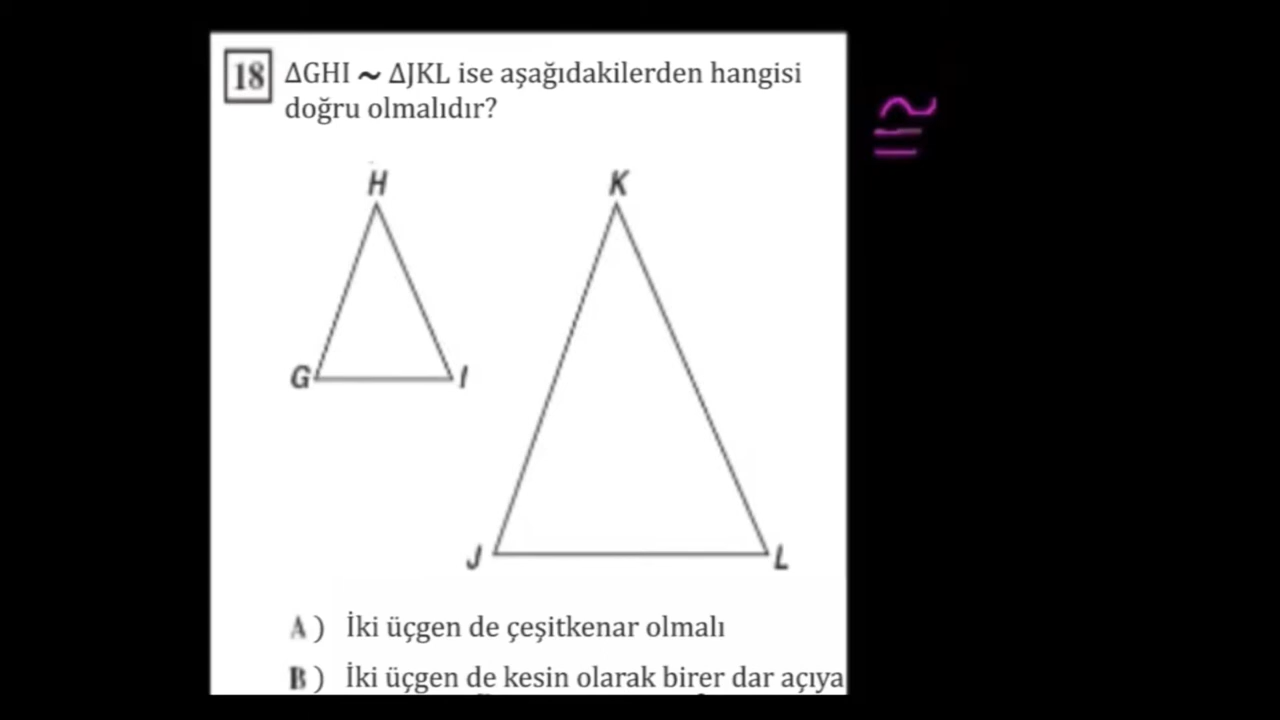 18 ΔGHI ~ ΔJKL ise aşağıdakilerden hangisi
doğru olmalıdır?
H
K
G
I
J
L
A) İki üçgen de çeşitkenar olmalı
B) İki üçgen de kesin olarak birer dar açıya
≅